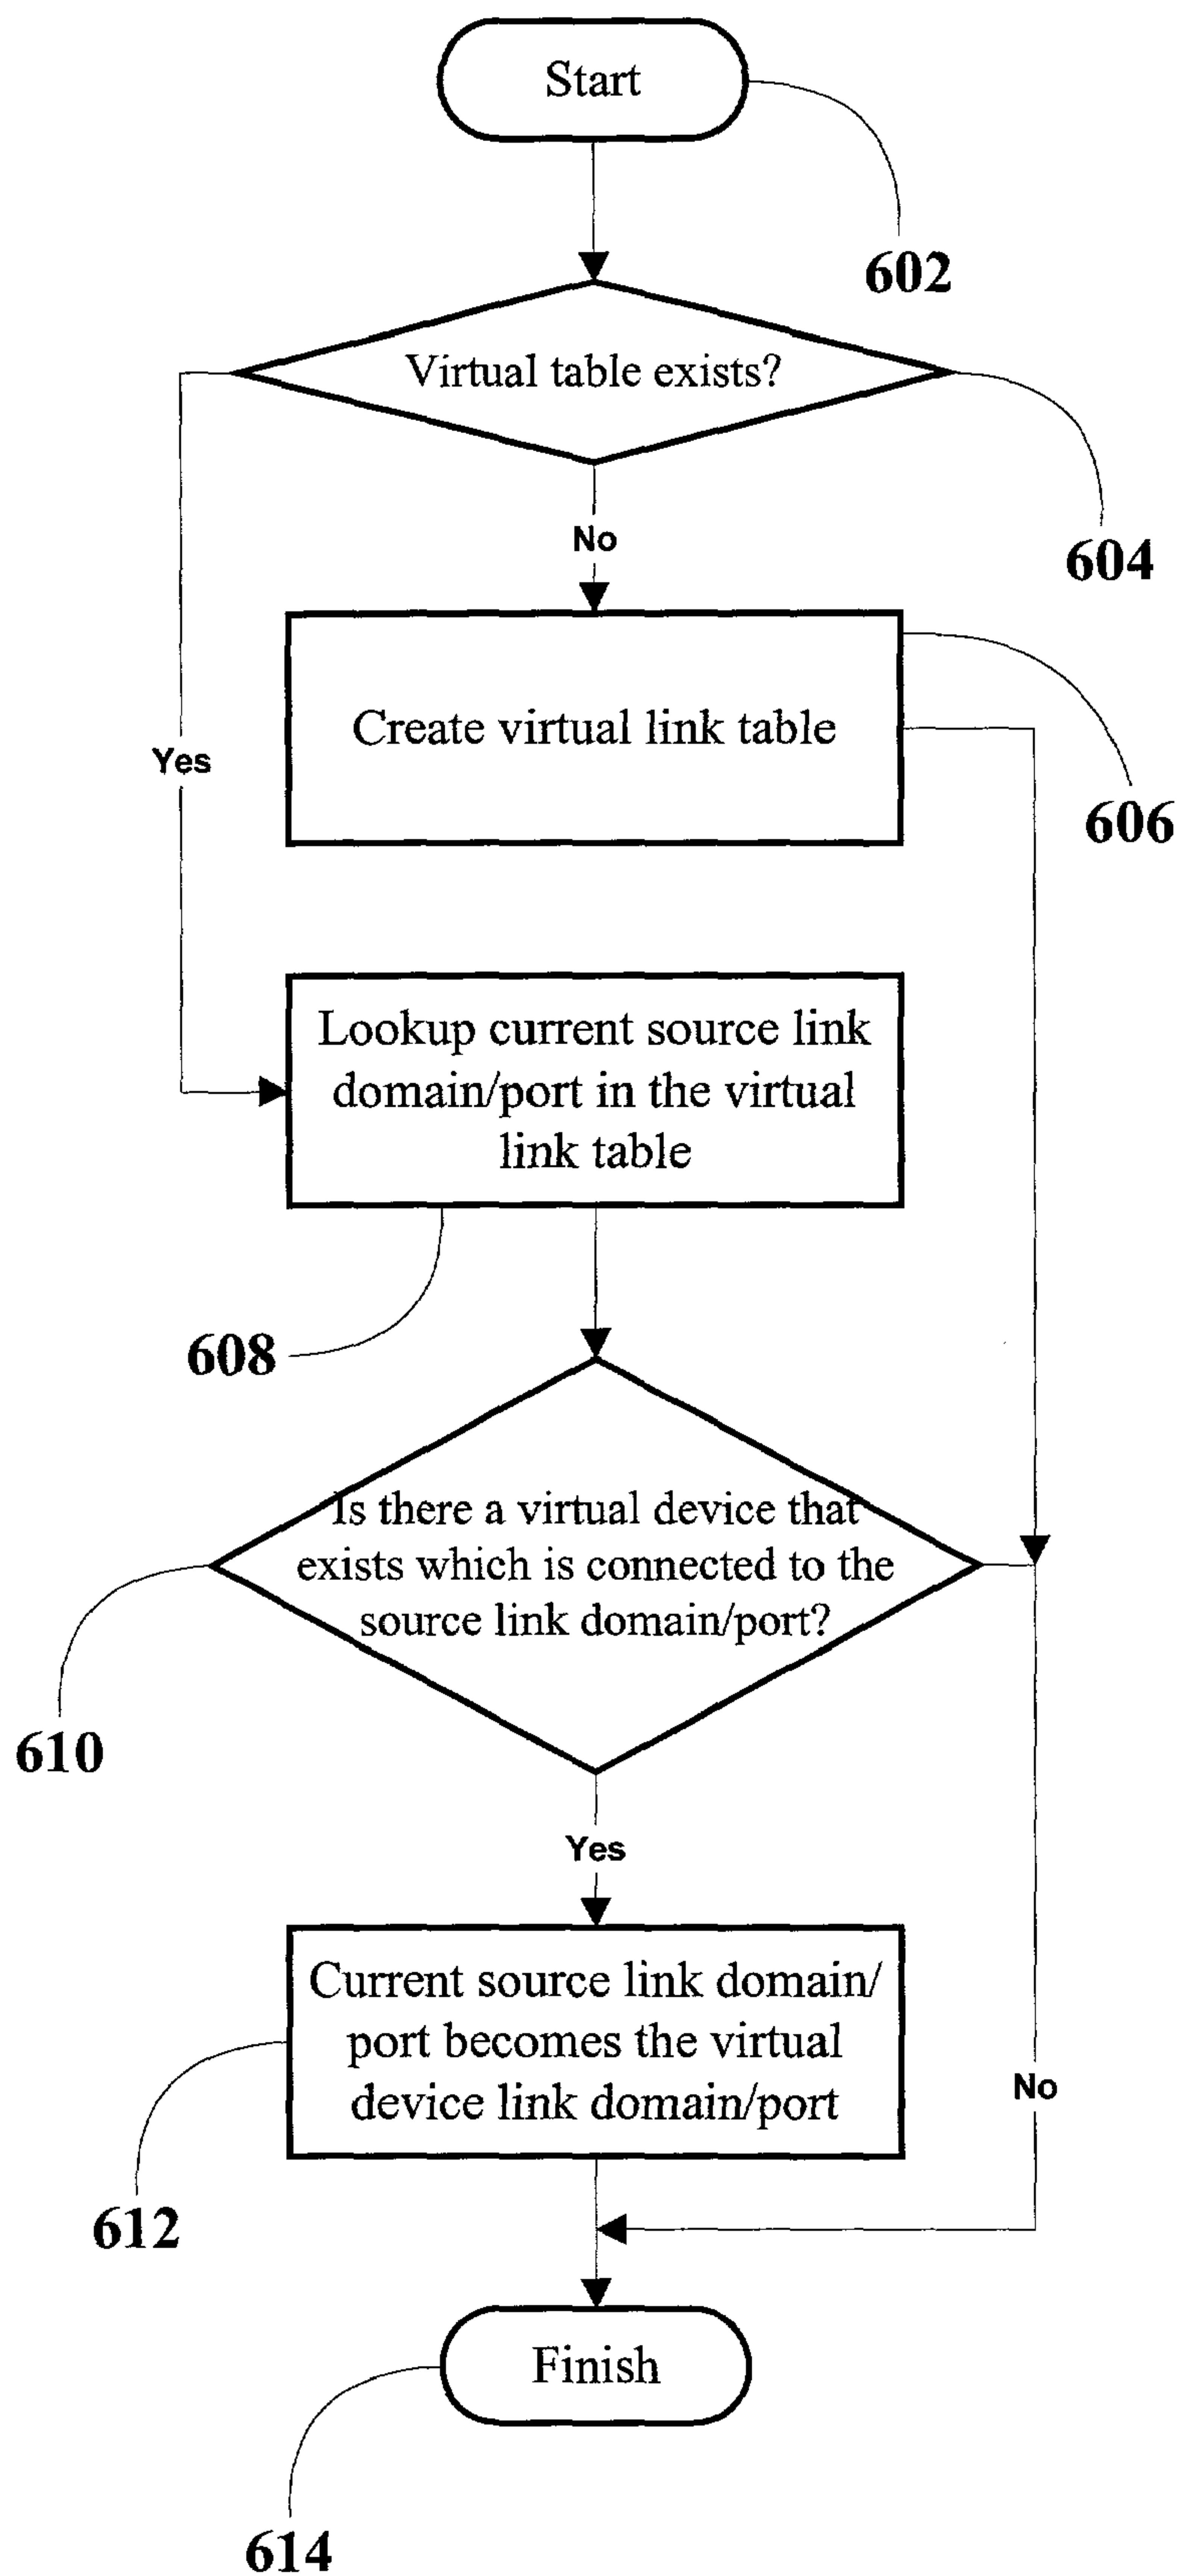 Start
602
Virtual table exists?
604
No
Create virtual link table
606
Yes
Lookup current source link
domain/port in the virtual
link table
608
Is there a virtual device that
exists which is connected to the
source link domain/port?
610
Yes
Current source link domain/
port becomes the virtual
device link domain/port
No
612
Finish
614